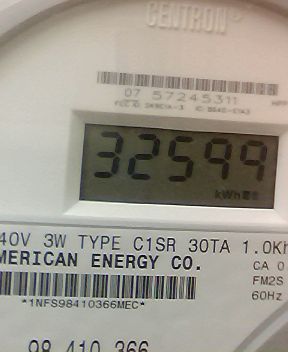 CENTRON
07 57245311
32599
kWh
40V 3W TYPE C1SR 30TA 1.0Kh
MERICAN ENERGY CO.
CA 0
FM2S
60Hz
*1NFS98410366MEC*
98 410 366